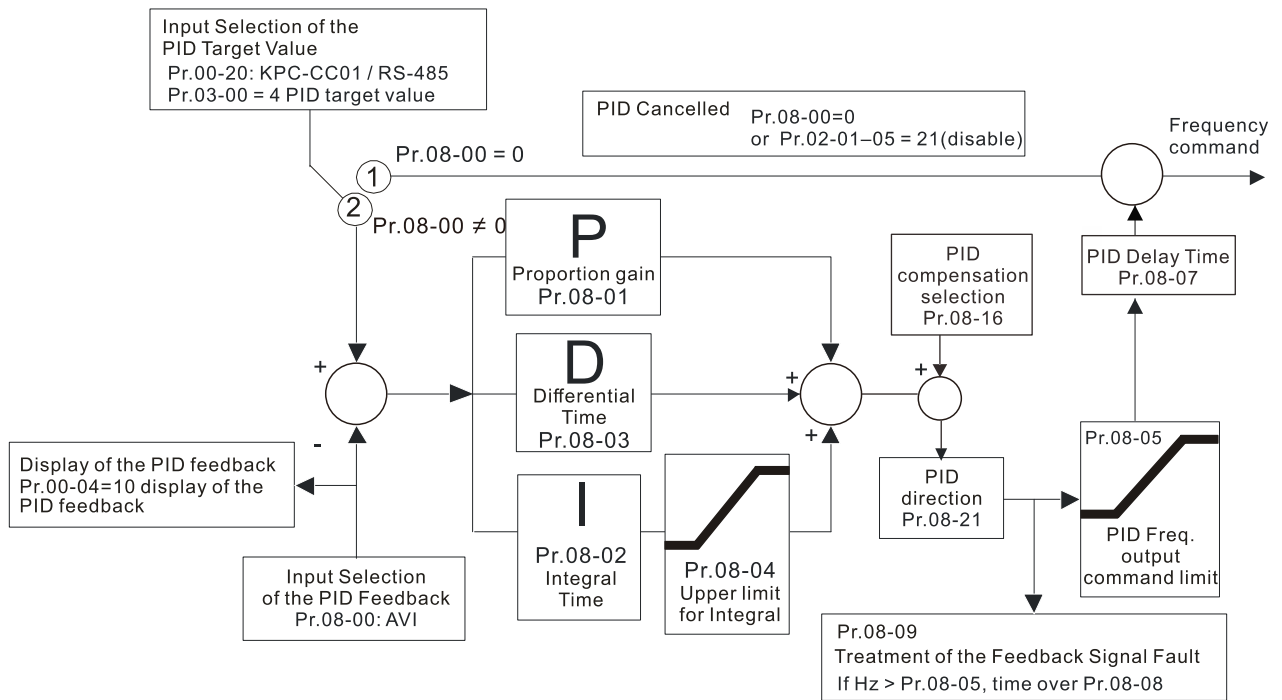 Input Selection of the
PID Target Value
Pr.00-20: KPC-CC01 / RS-485
Pr.03-00 = 4 PID target value
PID Cancelled
Pr.08-00=0
or Pr.02-01–05 = 21(disable)
Frequency
command
Pr.08-00 = 0
1
2
Pr.08-00 ≠ 0
P
Proportion gain
Pr.08-01
PID
compensation
selection
Pr.08-16
PID Delay Time
Pr.08-07
+
-
D
Differential
Time
Pr.08-03
+
+
+
Display of the PID feedback
Pr.00-04=10 display of the
PID feedback
I
Pr.08-02
Integral
Time
Pr.08-04
Upper limit
for Integral
PID
direction
Pr.08-21
Pr.08-05
PID Freq.
output
command limit
Input Selection
of the PID Feedback
Pr.08-00: AVI
Pr.08-09
Treatment of the Feedback Signal Fault
If Hz > Pr.08-05, time over Pr.08-08